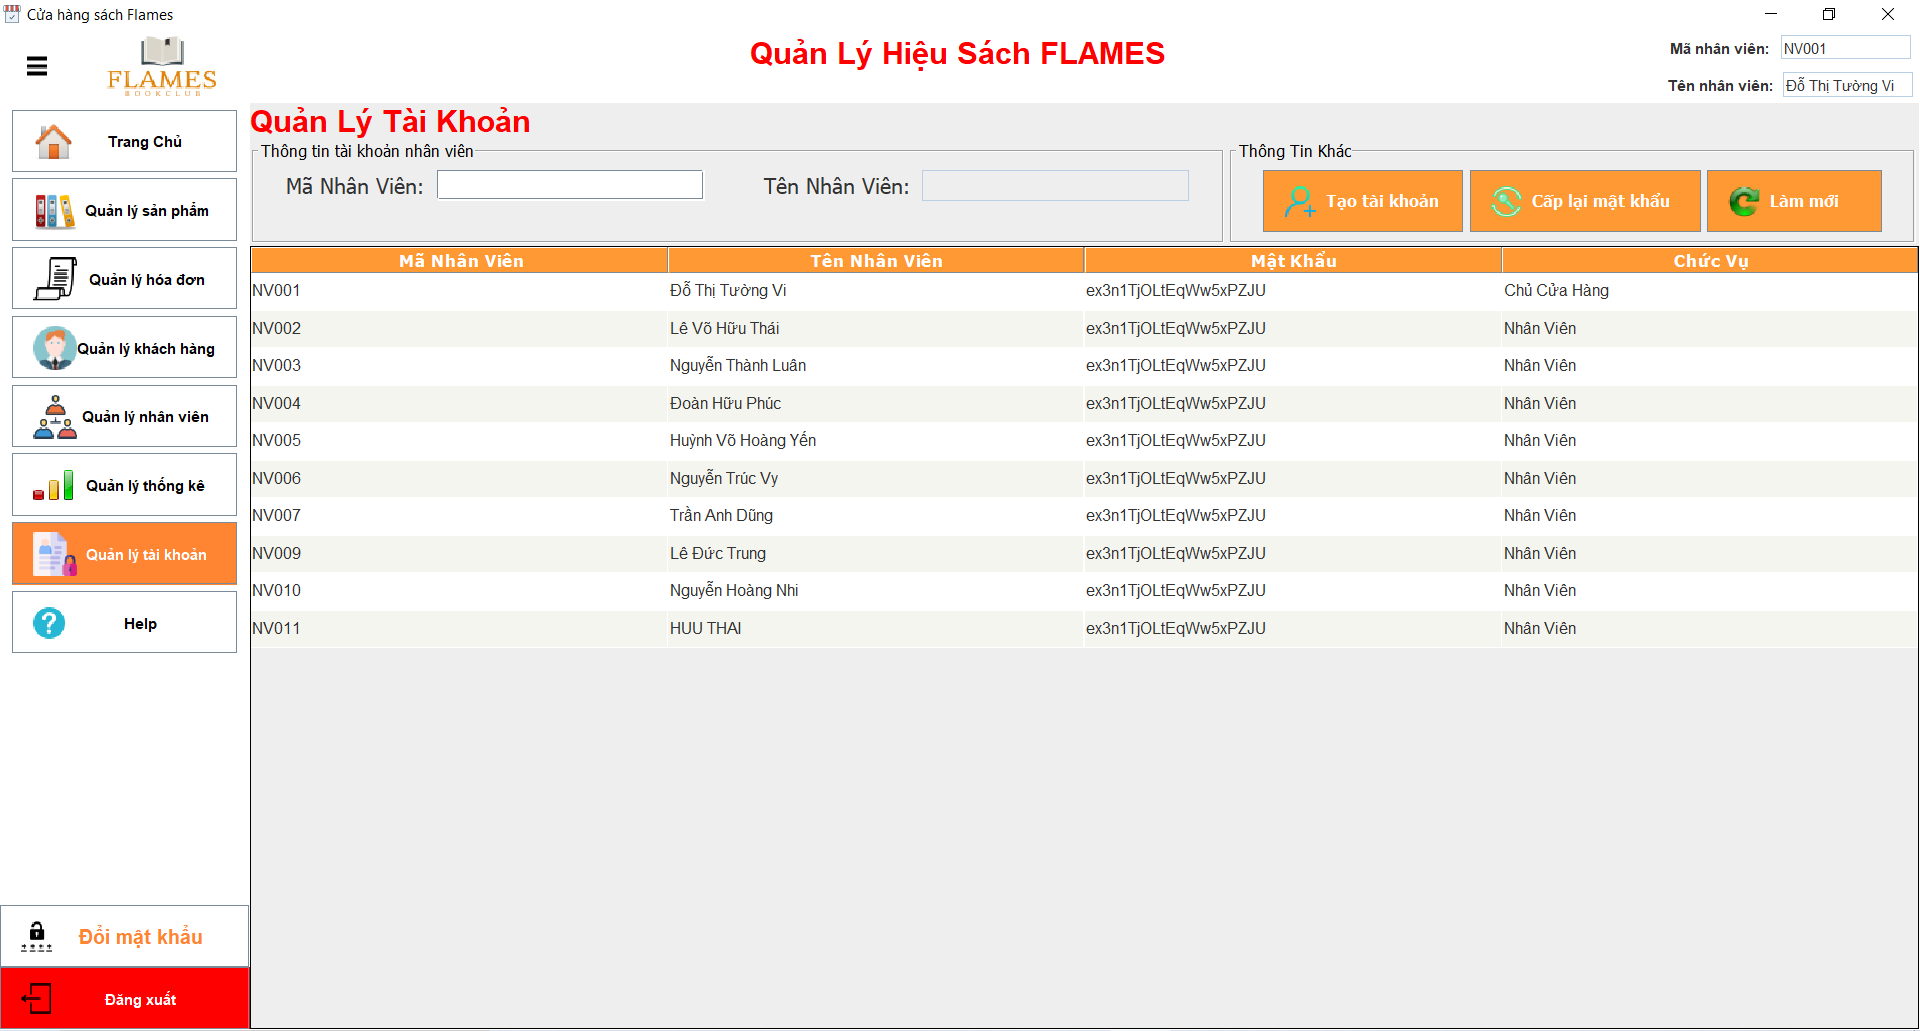 Cửa hàng sách Flames
FLAMES
BOOKCLUB
Quản Lý Hiệu Sách FLAMES
Mã nhân viên: NV001
Tên nhân viên: Đỗ Thị Tường Vi
Trang Chủ
Quản lý sản phẩm
Quản lý hóa đơn
Quản lý khách hàng
Quản lý nhân viên
Quản lý thống kê
Quản lý tài khoản
Help
Đổi mật khẩu
Đăng xuất
Quản Lý Tài Khoản
Thông tin tài khoản nhân viên
Mã Nhân Viên: Tên Nhân Viên:
Thông Tin Khác
Tạo tài khoản Cấp lại mật khẩu Làm mới
Mã Nhân Viên Tên Nhân Viên Mật Khẩu Chức Vụ
NV001 Đỗ Thị Tường Vi ex3n1TjOLtEqWw5xPZJU Chủ Cửa Hàng
NV002 Lê Võ Hữu Thái ex3n1TjOLtEqWw5xPZJU Nhân Viên
NV003 Nguyễn Thành Luân ex3n1TjOLtEqWw5xPZJU Nhân Viên
NV004 Đoàn Hữu Phúc ex3n1TjOLtEqWw5xPZJU Nhân Viên
NV005 Huỳnh Võ Hoàng Yến ex3n1TjOLtEqWw5xPZJU Nhân Viên
NV006 Nguyễn Trúc Vy ex3n1TjOLtEqWw5xPZJU Nhân Viên
NV007 Trần Anh Dũng ex3n1TjOLtEqWw5xPZJU Nhân Viên
NV009 Lê Đức Trung ex3n1TjOLtEqWw5xPZJU Nhân Viên
NV010 Nguyễn Hoàng Nhi ex3n1TjOLtEqWw5xPZJU Nhân Viên
NV011 HUU THAI ex3n1TjOLtEqWw5xPZJU Nhân Viên